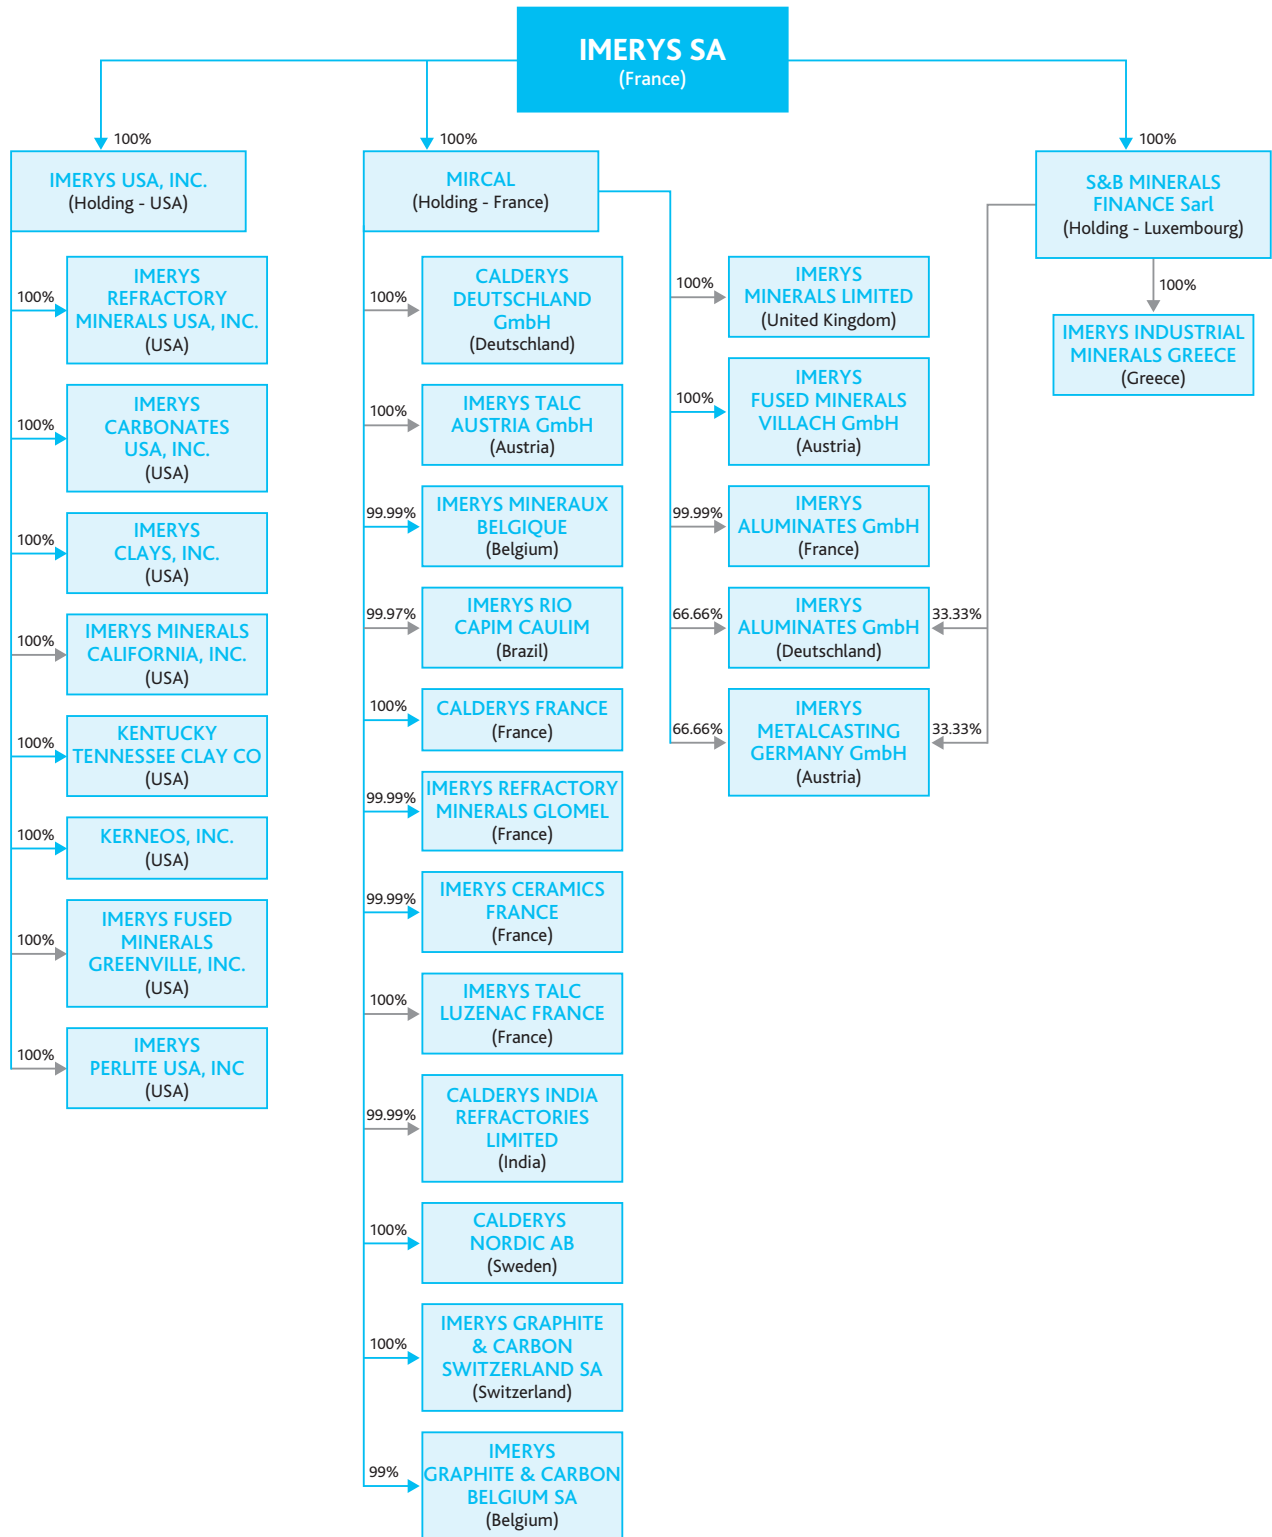 IMERYS SA
(France)
100%
IMERYS USA, INC.
(Holding - USA)
100%
IMERYS
REFRACTORY
MINERALS USA, INC.
(USA)
100%
IMERYS
CARBONATES
USA, INC.
(USA)
100%
IMERYS
CLAYS, INC.
(USA)
100%
IMERYS MINERALS
CALIFORNIA, INC.
(USA)
100%
KENTUCKY
TENNESSEE CLAY CO
(USA)
100%
KERNEOS, INC.
(USA)
100%
IMERYS FUSED
MINERALS
GREENVILLE, INC.
(USA)
100%
IMERYS
PERLITE USA, INC
(USA)
100%
MIRCAL
(Holding - France)
100%
CALDERYS
DEUTSCHLAND
GmbH
(Deutschland)
100%
IMERYS TALC
AUSTRIA GmbH
(Austria)
99.99%
IMERYS MINERAUX
BELGIQUE
(Belgium)
99.97%
IMERYS RIO
CAPIM CAULIM
(Brazil)
100%
CALDERYS FRANCE
(France)
99.99%
IMERYS REFRACTORY
MINERALS GLOMEL
(France)
99.99%
IMERYS CERAMICS
FRANCE
(France)
100%
IMERYS TALC
LUZENAC FRANCE
(France)
99.99%
CALDERYS INDIA
REFRACTORIES
LIMITED
(India)
100%
CALDERYS
NORDIC AB
(Sweden)
100%
IMERYS GRAPHITE
& CARBON
SWITZERLAND SA
(Switzerland)
99%
IMERYS
GRAPHITE & CARBON
BELGIUM SA
(Belgium)
100%
IMERYS
MINERALS LIMITED
(United Kingdom)
100%
IMERYS
FUSED MINERALS
VILLACH GmbH
(Austria)
99.99%
IMERYS
ALUMINATES GmbH
(France)
66.66%
IMERYS
ALUMINATES GmbH
(Deutschland)
33.33%
66.66%
IMERYS
METALCASTING
GERMANY GmbH
(Austria)
33.33%
100%
S&B MINERALS
FINANCE Sarl
(Holding - Luxembourg)
100%
IMERYS INDUSTRIAL
MINERALS GREECE
(Greece)